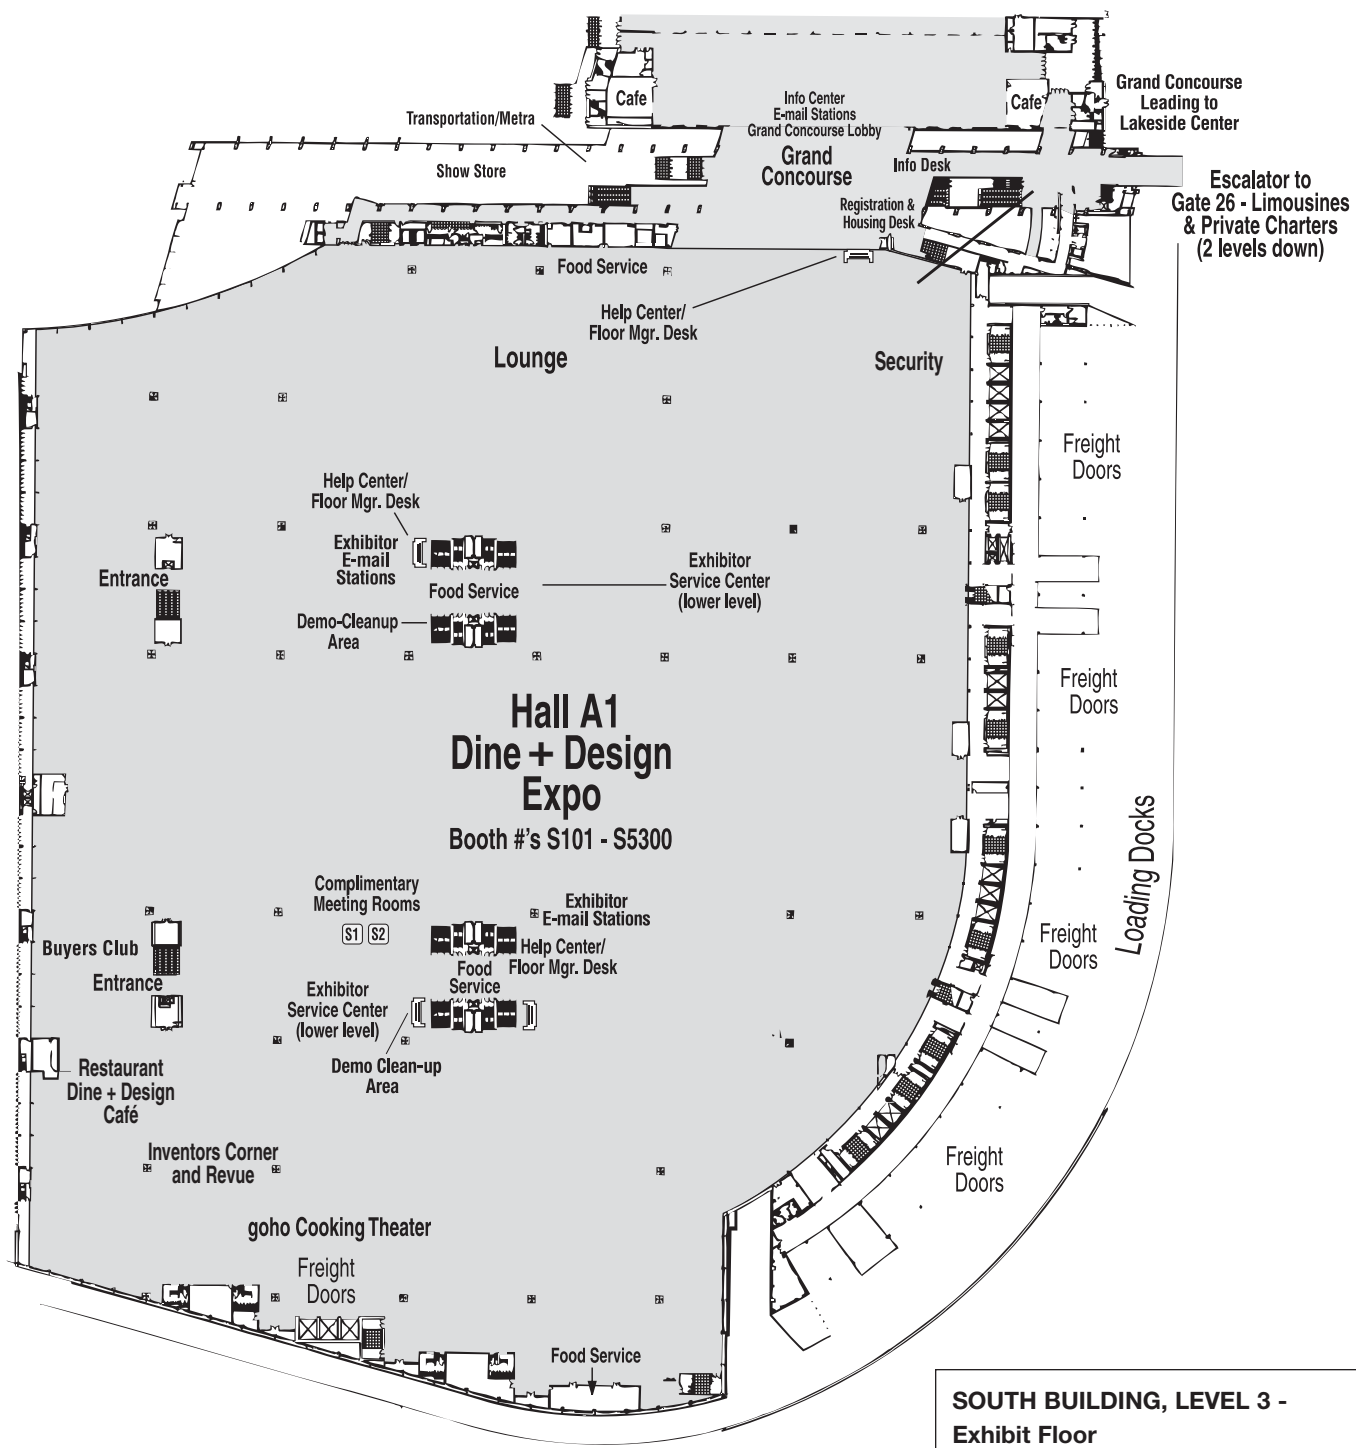 Cafe
Info Center
E-mail Stations
Grand Concourse Lobby
Cafe
Grand Concourse
Leading to
Lakeside Center
Transportation/Metra
Show Store
Grand
Concourse
Info Desk
Registration &
Housing Desk
Escalator to
Gate 26 - Limousines
& Private Charters
(2 levels down)
Food Service
Help Center/
Floor Mgr. Desk
Lounge
Security
Freight
Doors
Help Center/
Floor Mgr. Desk
Exhibitor
E-mail
Stations
Entrance
Food Service
Exhibitor
Service Center
(lower level)
Demo-Cleanup
Area
Freight
Doors
Hall A1
Dine + Design
Expo
Booth #'s S101 - S5300
Loading Docks
Complimentary
Meeting Rooms
S1 S2
Exhibitor
E-mail Stations
Help Center/
Floor Mgr. Desk
Freight
Doors
Buyers Club
Entrance
Food
Service
Exhibitor
Service Center
(lower level)
Demo Clean-up
Area
Restaurant
Dine + Design
Café
Inventors Corner
and Revue
Freight
Doors
goho Cooking Theater
Freight
Doors
Food Service
SOUTH BUILDING, LEVEL 3 -
Exhibit Floor